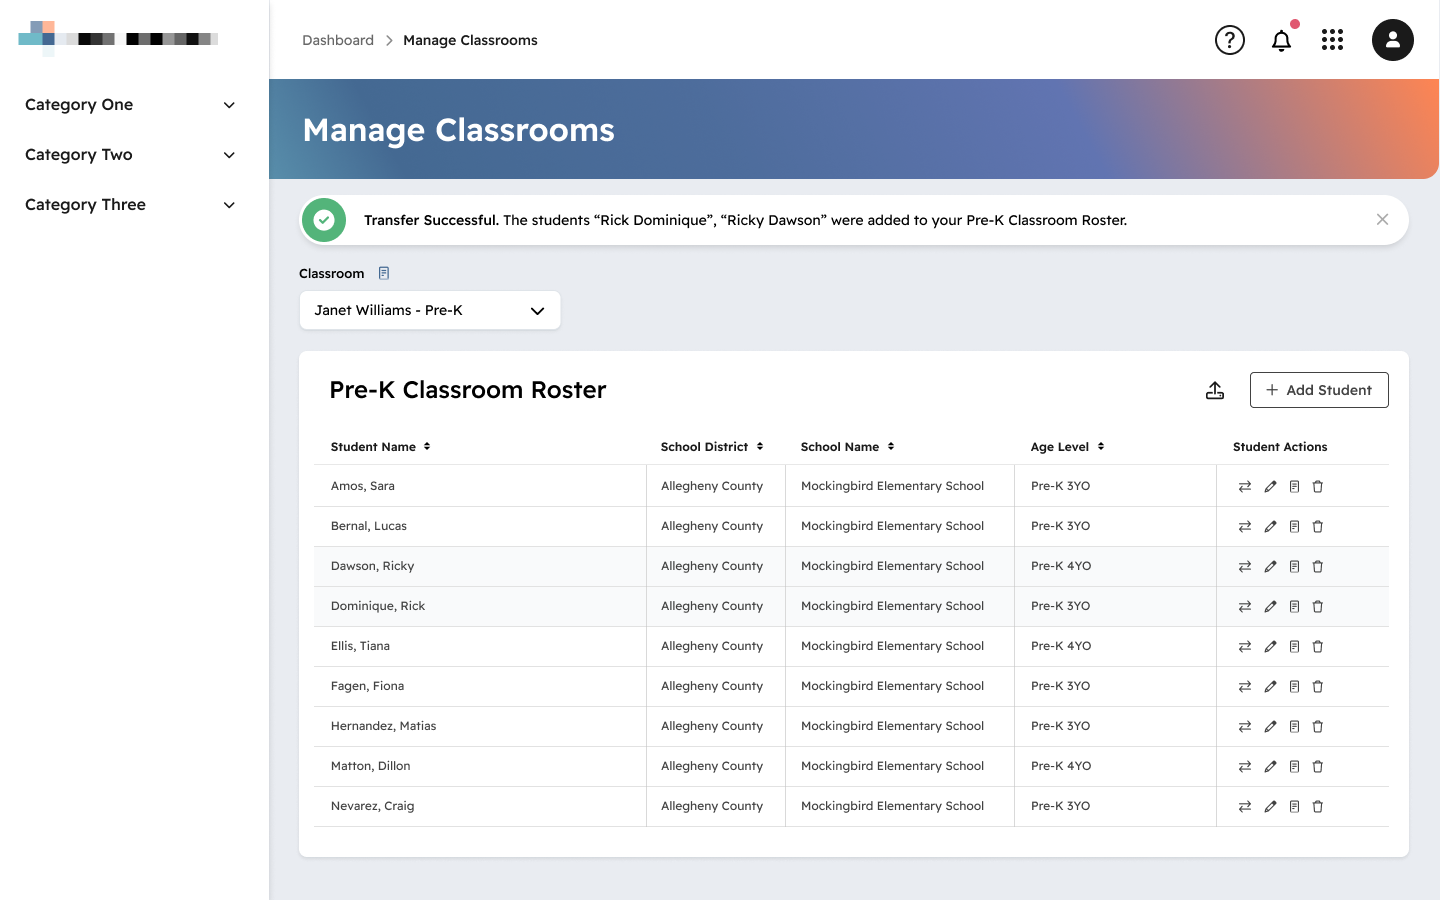 Dashboard > Manage Classrooms
Category One
Category Two
Category Three
Manage Classrooms
Transfer Successful. The students “Rick Dominique”, “Ricky Dawson” were added to your Pre-K Classroom Roster.
Classroom
Janet Williams - Pre-K
Pre-K Classroom Roster
+ Add Student
Student Name School District School Name Age Level Student Actions
Amos, Sara Allegheny County Mockingbird Elementary School Pre-K 3YO
Bernal, Lucas Allegheny County Mockingbird Elementary School Pre-K 3YO
Dawson, Ricky Allegheny County Mockingbird Elementary School Pre-K 4YO
Dominique, Rick Allegheny County Mockingbird Elementary School Pre-K 3YO
Ellis, Tiana Allegheny County Mockingbird Elementary School Pre-K 4YO
Fagen, Fiona Allegheny County Mockingbird Elementary School Pre-K 3YO
Hernandez, Matias Allegheny County Mockingbird Elementary School Pre-K 3YO
Matton, Dillon Allegheny County Mockingbird Elementary School Pre-K 4YO
Nevarez, Craig Allegheny County Mockingbird Elementary School Pre-K 3YO